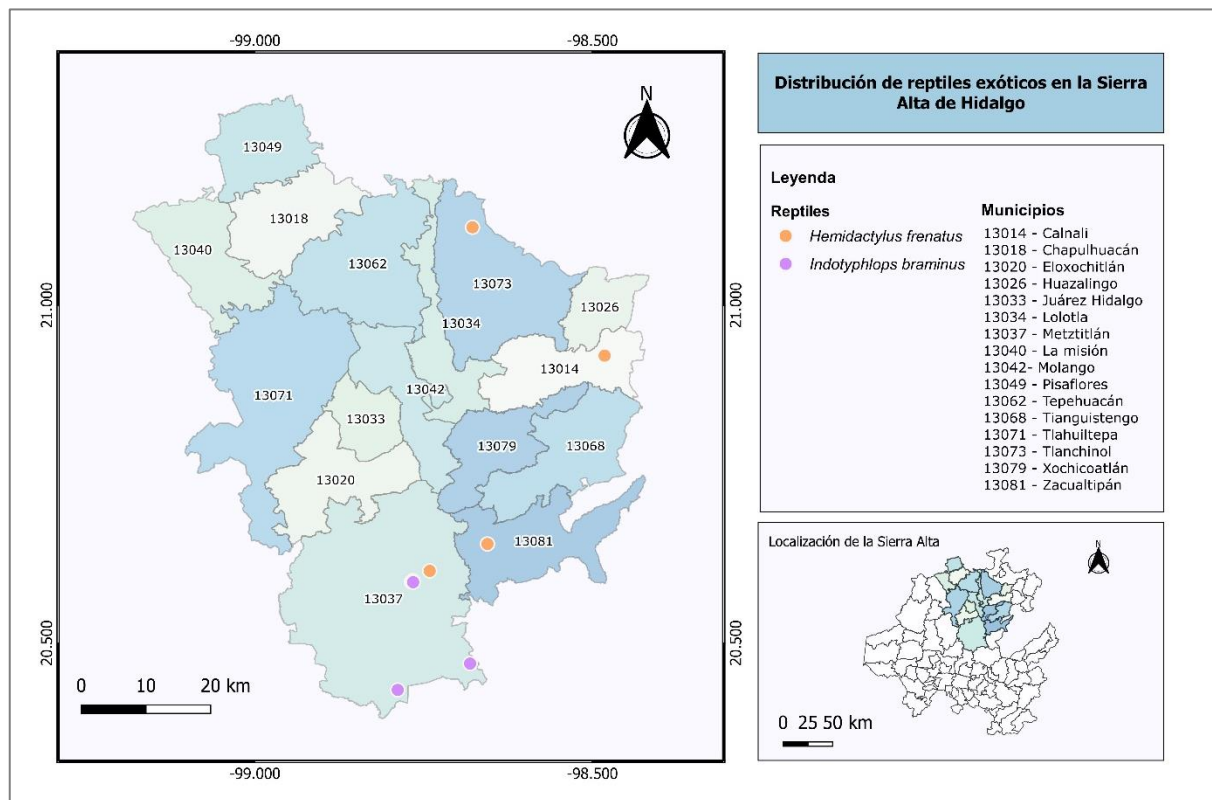 -99.000
-98.500
21.000
20.500
-99.000
-98.500
N
13049
13018
13040
13062
13073
13026
13034
13014
13042
13071
13033
13079
13068
13020
13081
13037
0 10 20 km
Distribución de reptiles exóticos en la Sierra
Alta de Hidalgo
Leyenda
Reptiles
Hemidactylus frenatus
Indotyphlops braminus
Municipios
13014 - Calnali
13018 - Chapulhuacán
13020 - Eloxochitlán
13026 - Huazalingo
13033 - Juárez Hidalgo
13034 - Lolotla
13037 - Metztitlán
13040 - La misión
13042- Molango
13049 - Pisaflores
13062 - Tepehuacán
13068 - Tianguistengo
13071 - Tlahuiltepa
13073 - Tlanchinol
13079 - Xochicoatlán
13081 - Zacualtipán
Localización de la Sierra Alta
N
0 25 50 km